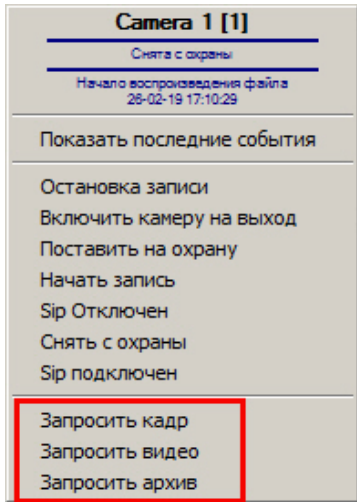 Camera 1 [1]
Снята с охраны
Начало воспроизведения файла
26-02-19 17:10:29
Показать последние события
Остановка записи
Включить камеру на выход
Поставить на охрану
Начать запись
Sip Отключен
Снять с охраны
Sip подключен
Запросить кадр
Запросить видео
Запросить архив